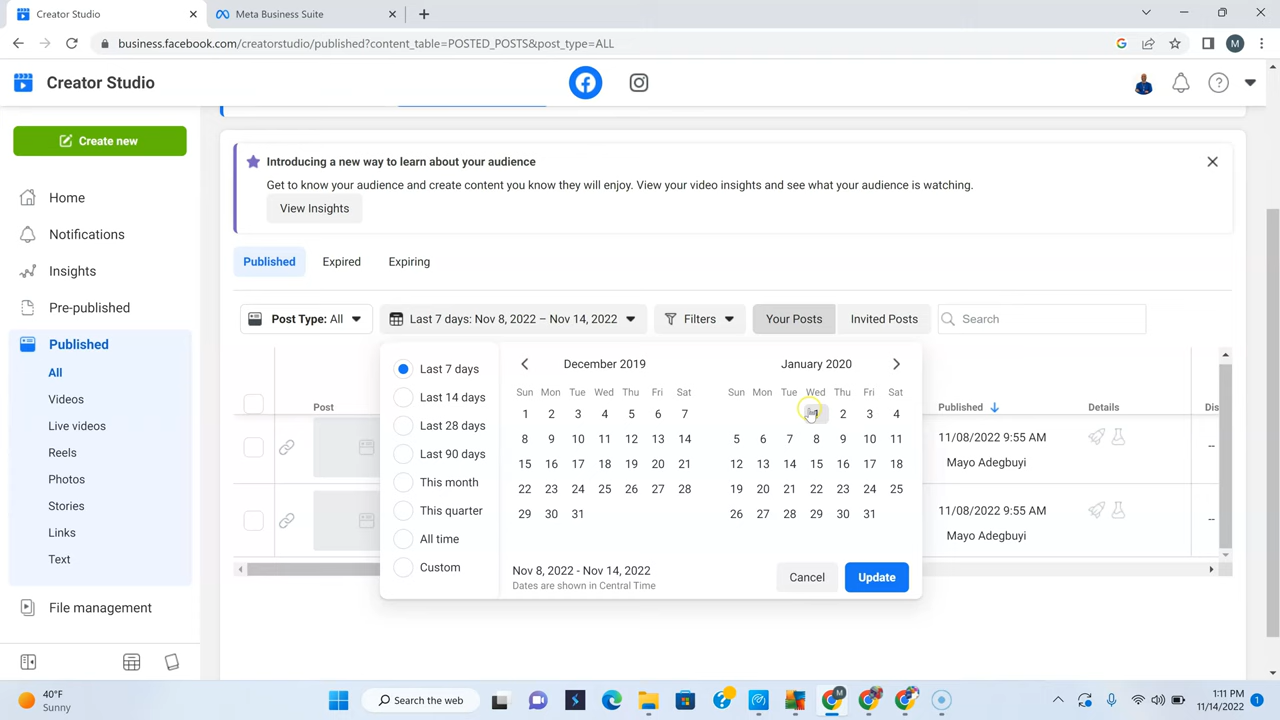 Creator Studio
Meta Business Suite
business.facebook.com/creatorstudio/published?content_table=POSTED_POSTS&post_type=ALL
M
Creator Studio
Create new
Home
Notifications
Insights
Pre-published
Published
All
Videos
Live videos
Reels
Photos
Stories
Links
Text
File management
Introducing a new way to learn about your audience
Get to know your audience and create content you know they will enjoy. View your video insights and see what your audience is watching.
View Insights
Published Expired Expiring
Post Type: All
Last 7 days: Nov 8, 2022 – Nov 14, 2022
Filters
Your Posts
Invited Posts
Search
Post
Published
Details
Dis
11/08/2022 9:55 AM
Mayo Adegbuyi
--
11/08/2022 9:55 AM
Mayo Adegbuyi
--
Last 7 days
Last 14 days
Last 28 days
Last 90 days
This month
This quarter
All time
Custom
December 2019
Sun Mon Tue Wed Thu Fri Sat
1 2 3 4 5 6 7
8 9 10 11 12 13 14
15 16 17 18 19 20 21
22 23 24 25 26 27 28
29 30 31
January 2020
Sun Mon Tue Wed Thu Fri Sat
1 2 3 4
5 6 7 8 9 10 11
12 13 14 15 16 17 18
19 20 21 22 23 24 25
26 27 28 29 30 31
Nov 8, 2022 - Nov 14, 2022
Dates are shown in Central Time
Cancel
Update
40°F
Sunny
Search the web
1:11 PM
11/14/2022
1